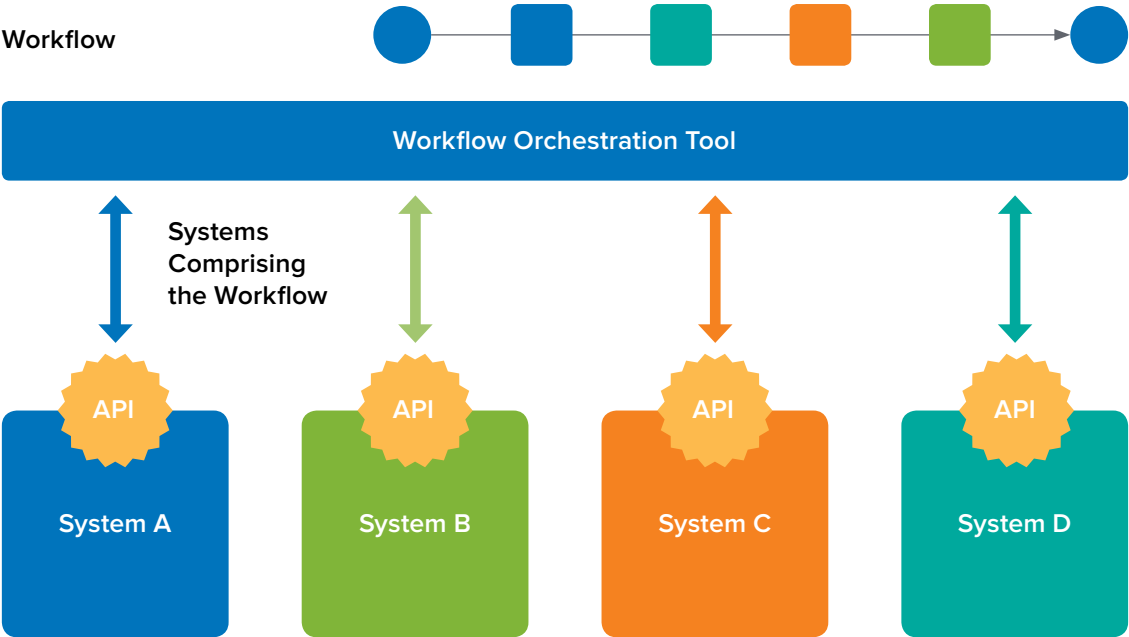 Workflow
Workflow Orchestration Tool
Systems
Comprising
the Workflow
API
API
API
API
System A
System B
System C
System D